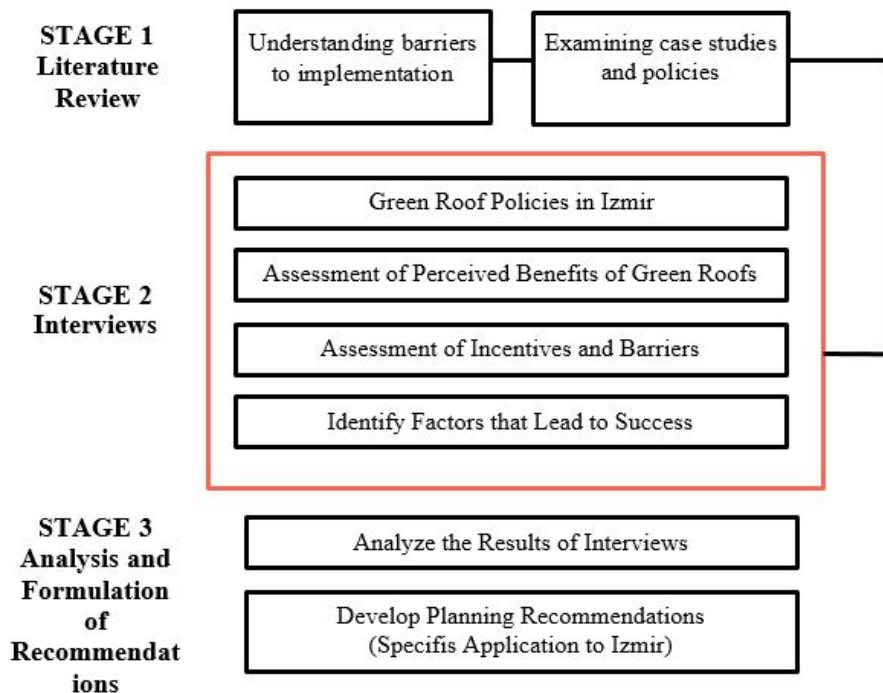 STAGE 1
Literature
Review
Understanding barriers
to implementation
Examining case studies
and policies
STAGE 2
Interviews
Green Roof Policies in Izmir
Assessment of Perceived Benefits of Green Roofs
Assessment of Incentives and Barriers
Identify Factors that Lead to Success
STAGE 3
Analysis and
Formulation
of
Recommendat
ions
Analyze the Results of Interviews
Develop Planning Recommendations
(Specifis Application to Izmir)